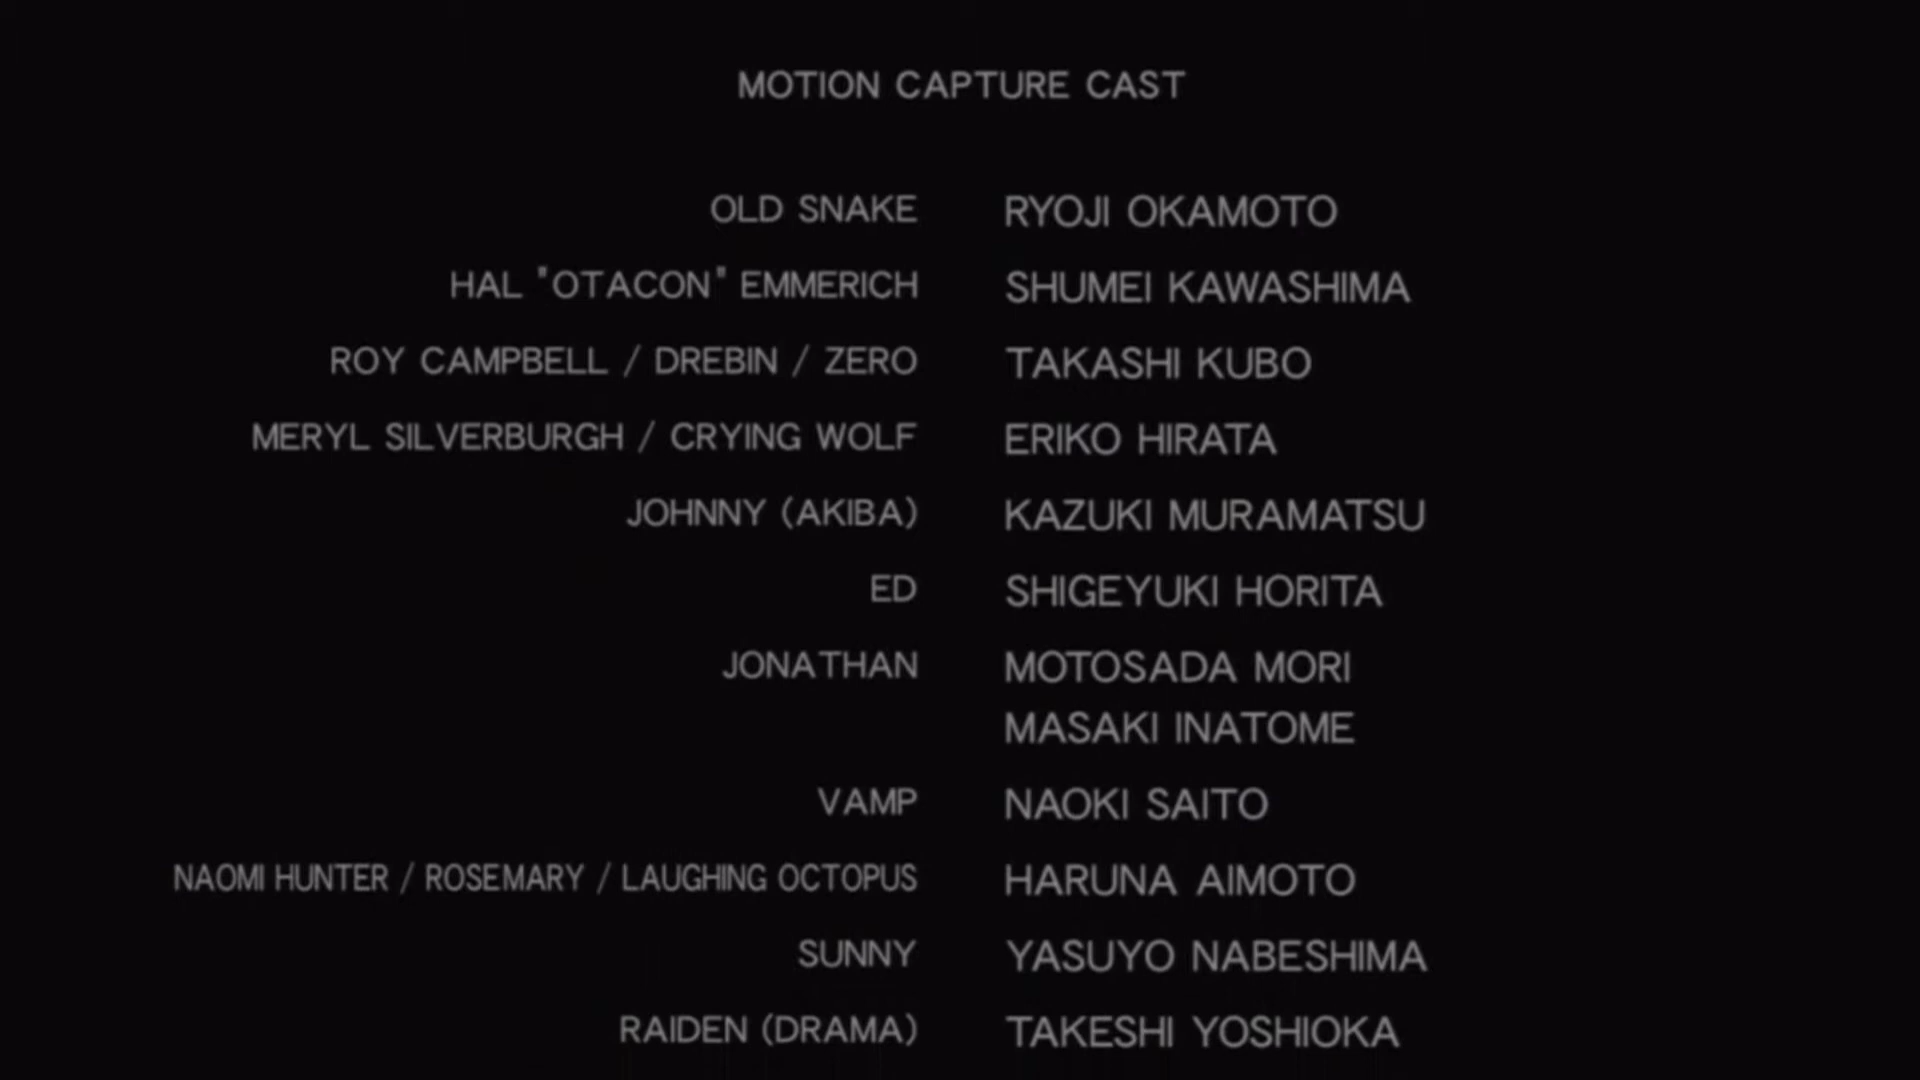 MOTION CAPTURE CAST
OLD SNAKE RYOJI OKAMOTO
HAL "OTACON" EMMERICH SHUMEI KAWASHIMA
ROY CAMPBELL / DREBIN / ZERO TAKASHI KUBO
MERYL SILVERBURGH / CRYING WOLF ERIKO HIRATA
JOHNNY (AKIBA) KAZUKI MURAMATSU
ED SHIGEYUKI HORITA
JONATHAN MOTOSADA MORI
MASAKI INATOME
VAMP NAOKI SAITO
NAOMI HUNTER / ROSEMARY / LAUGHING OCTOPUS HARUNA AIMOTO
SUNNY YASUYO NABESHIMA
RAIDEN (DRAMA) TAKESHI YOSHIOKA